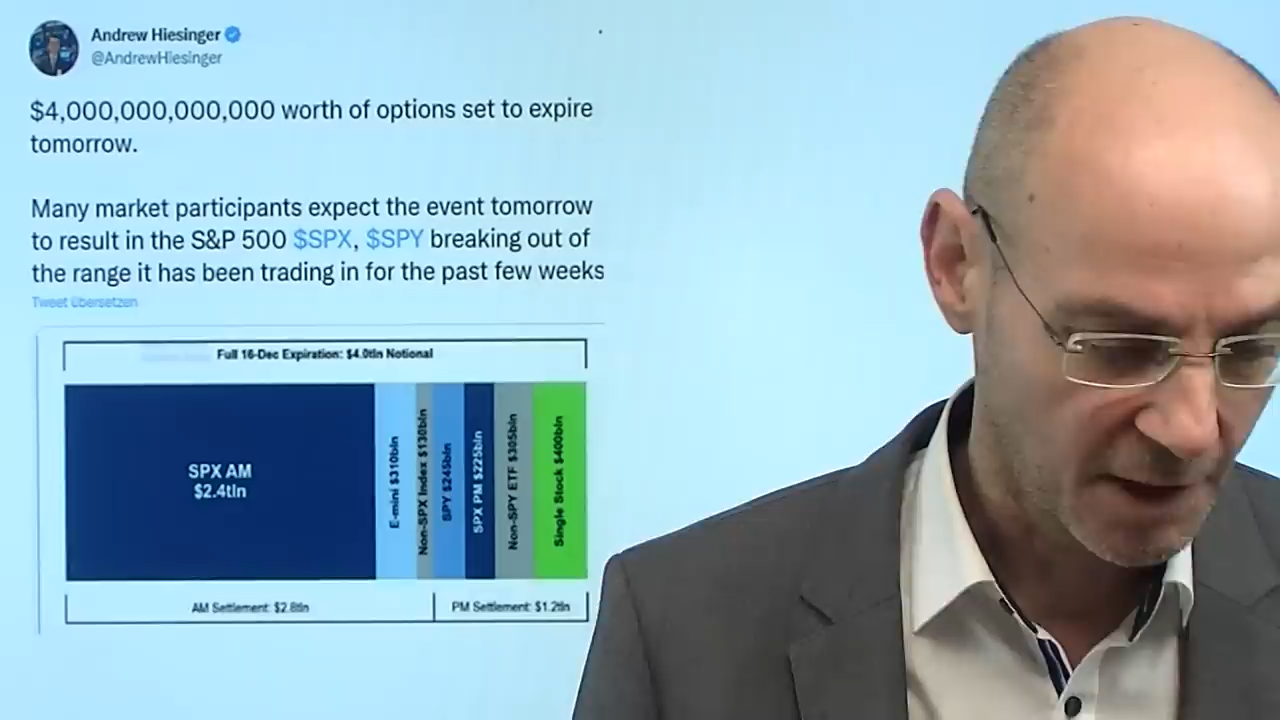 Andrew Hiesinger
@AndrewHiesinger
$4,000,000,000,000 worth of options set to expire
tomorrow.
Many market participants expect the event tomorrow
to result in the S&P 500 $SPX, $SPY breaking out of
the range it has been trading in for the past few weeks
Tweet übersetzen
Full 16-Dec Expiration: $4.0tln Notional
SPX AM
$2.4tln
E-mini $310bln
Non-SPX Index $130bln
SPY $245bln
SPX PM $225bln
Non-SPY ETF $305bln
Single Stock $400bln
AM Settlement: $2.8tln
PM Settlement: $1.2tln